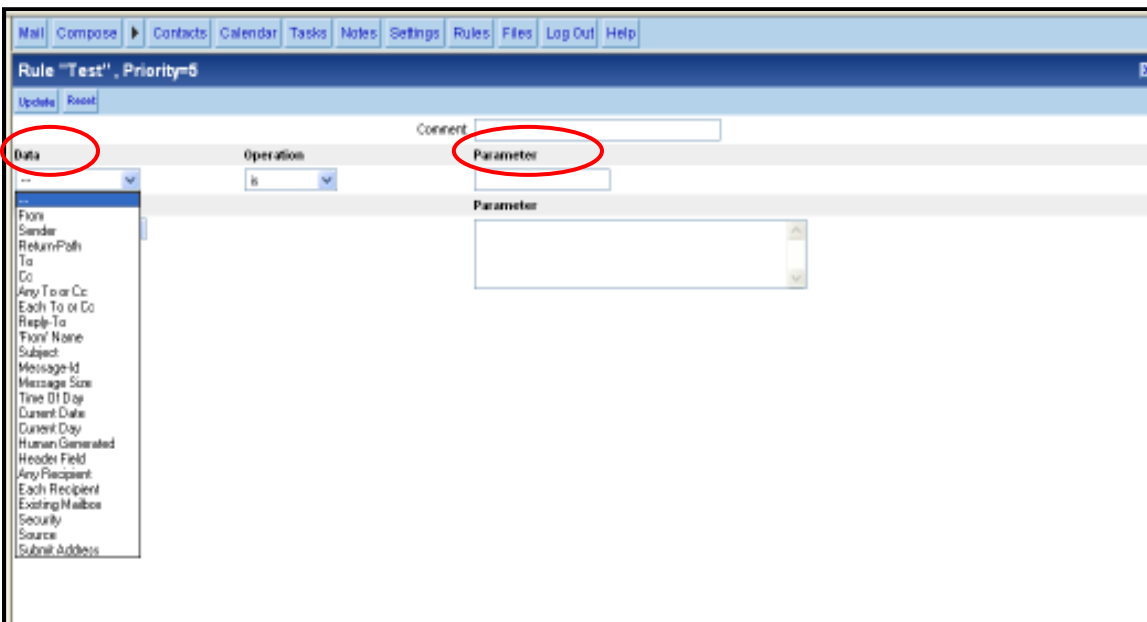 Mail Compose Contacts Calendar Tasks Notes Settings Rules Files Log Out Help
Rule "Test", Priority=5
Update Reset
Comment
Data Operation Parameter
-- is
--
Parameter
From
Sender
Return-Path
To
Cc
Any To or Cc
Each To or Cc
Reply-To
'From' Name
Subject
Message-Id
Message Size
Time Of Day
Current Date
Current Day
Human Generated
Header Field
Any Recipient
Each Recipient
Existing Mailbox
Security
Source
Submit Address